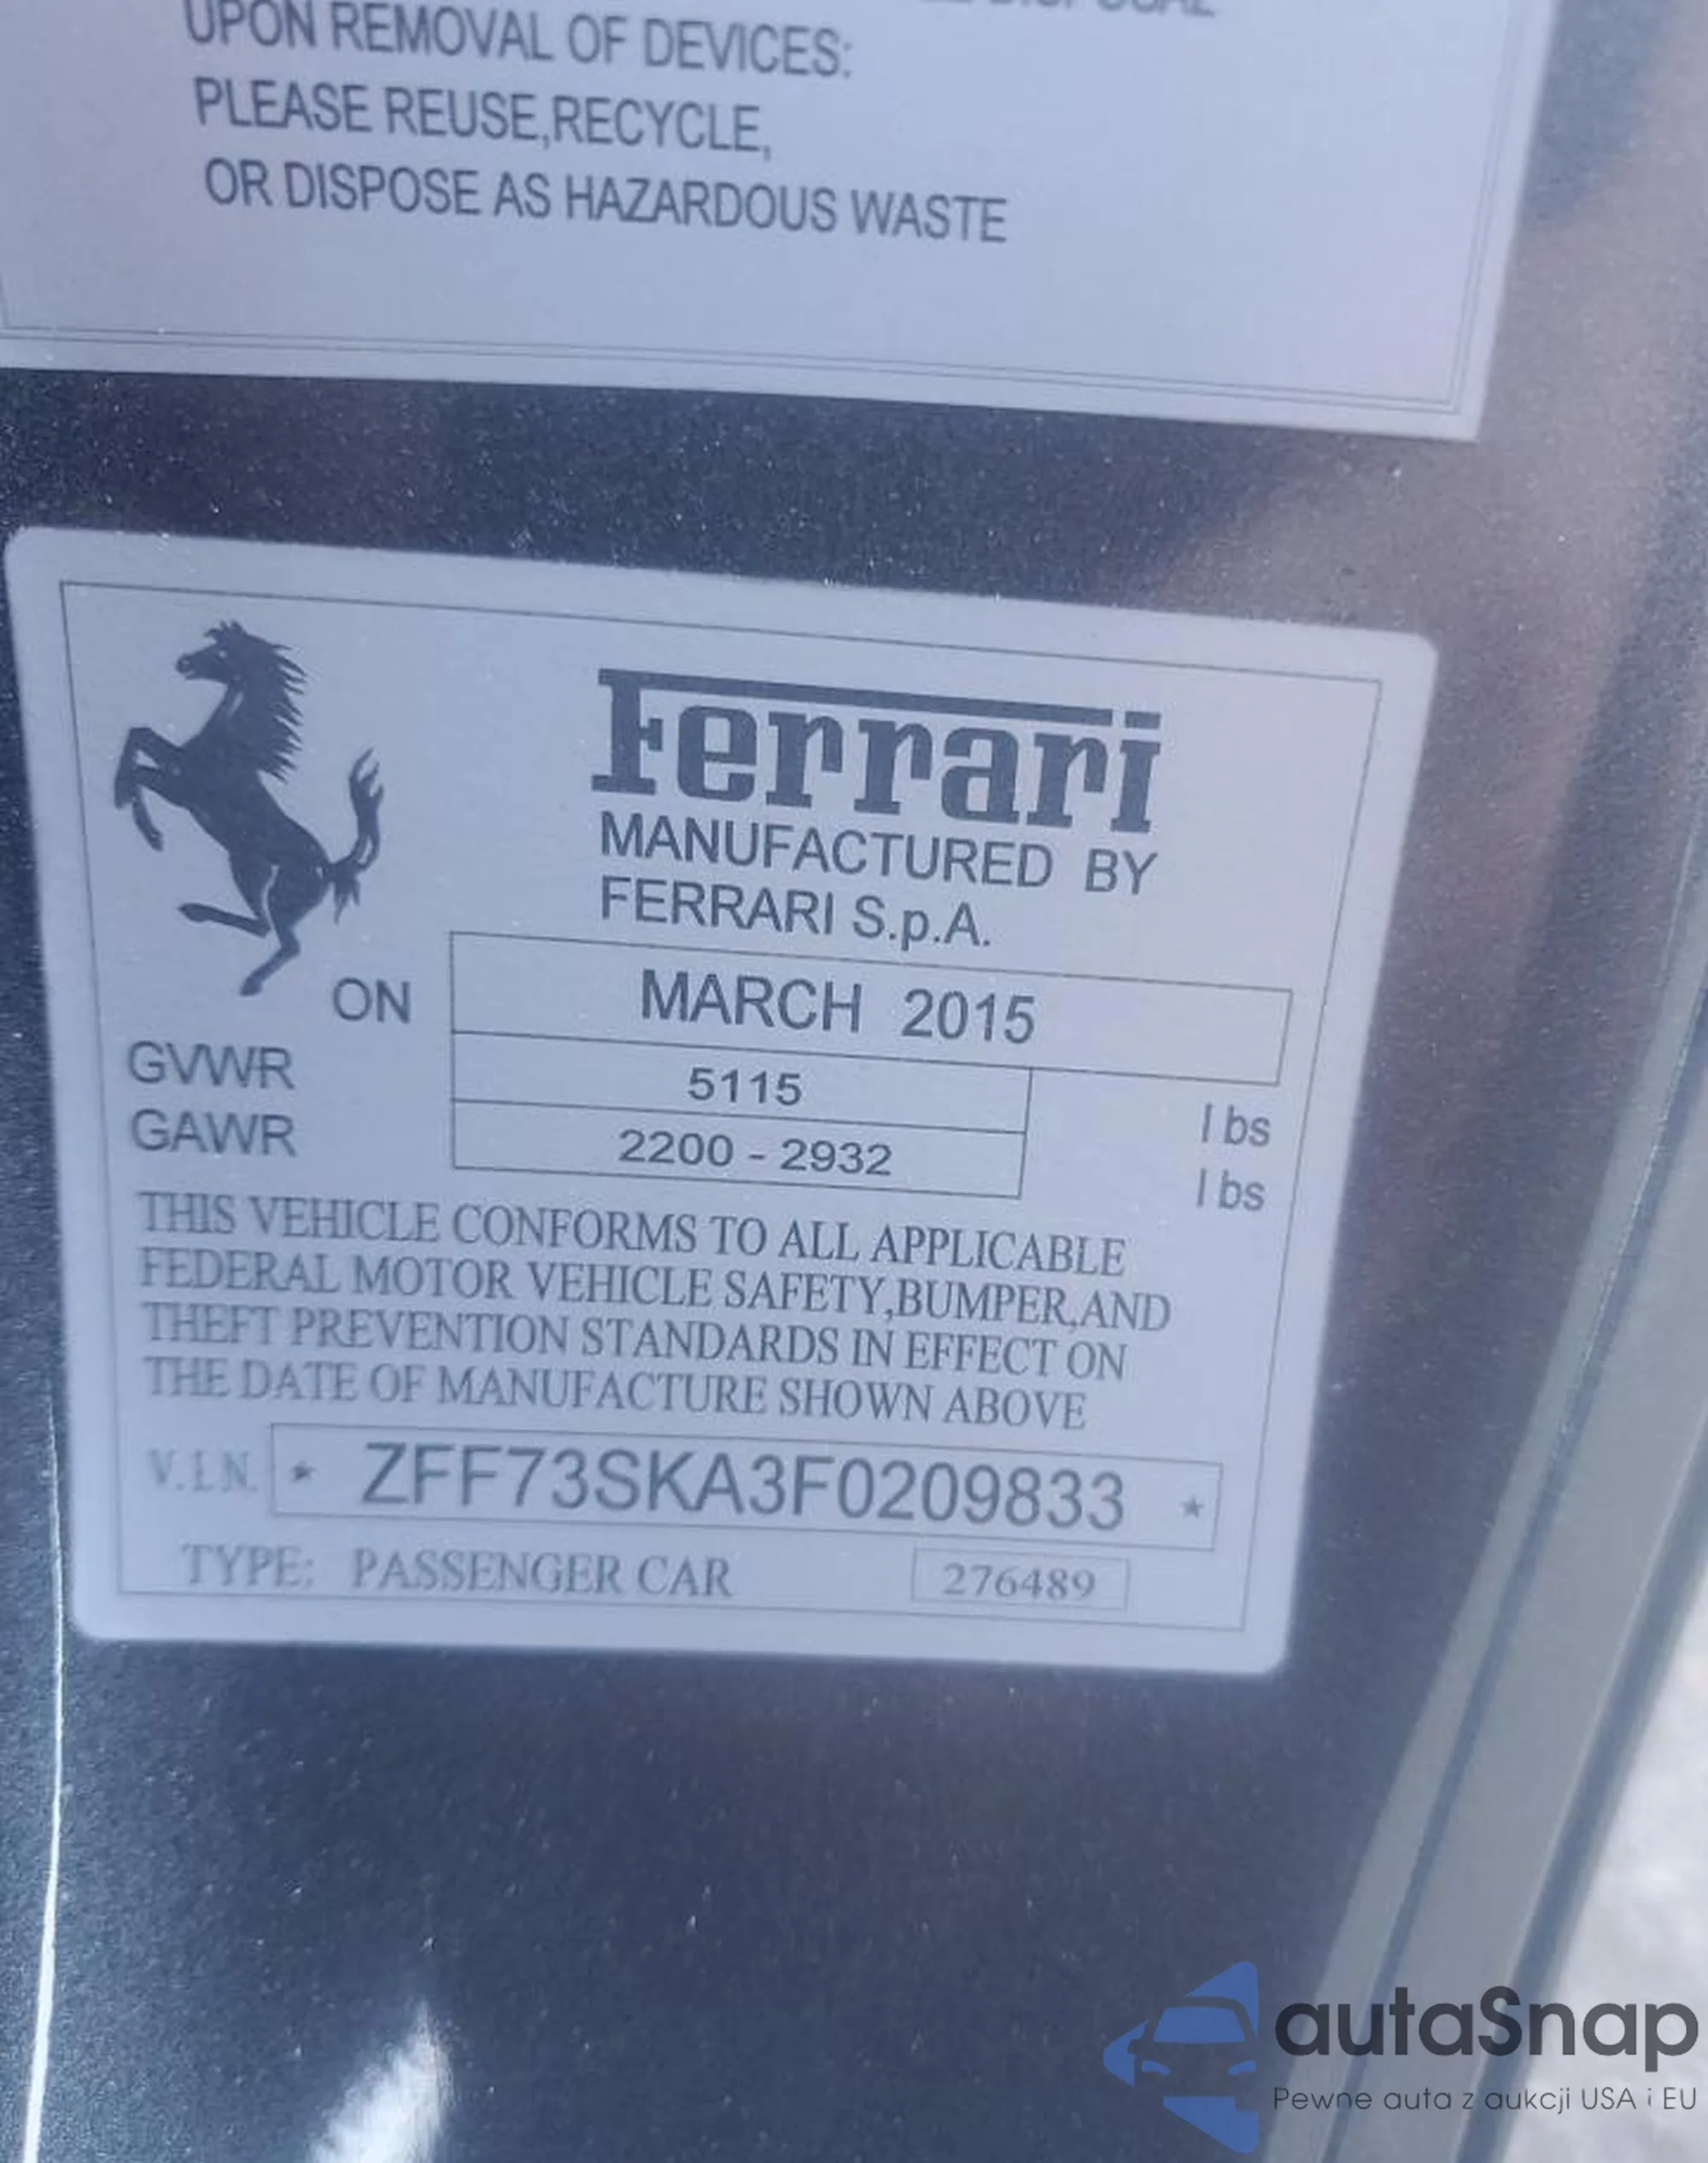 DISPOSAL
UPON REMOVAL OF DEVICES:
PLEASE REUSE,RECYCLE,
OR DISPOSE AS HAZARDOUS WASTE
Ferrari
MANUFACTURED BY
FERRARI S.p.A.
ON MARCH 2015
GVWR 5115 lbs
GAWR 2200 - 2932 lbs
THIS VEHICLE CONFORMS TO ALL APPLICABLE
FEDERAL MOTOR VEHICLE SAFETY,BUMPER,AND
THEFT PREVENTION STANDARDS IN EFFECT ON
THE DATE OF MANUFACTURE SHOWN ABOVE
V.I.N. * ZFF73SKA3F0209833 *
TYPE: PASSENGER CAR 276489
autaSnap
Pewne auta z aukcji USA i EU